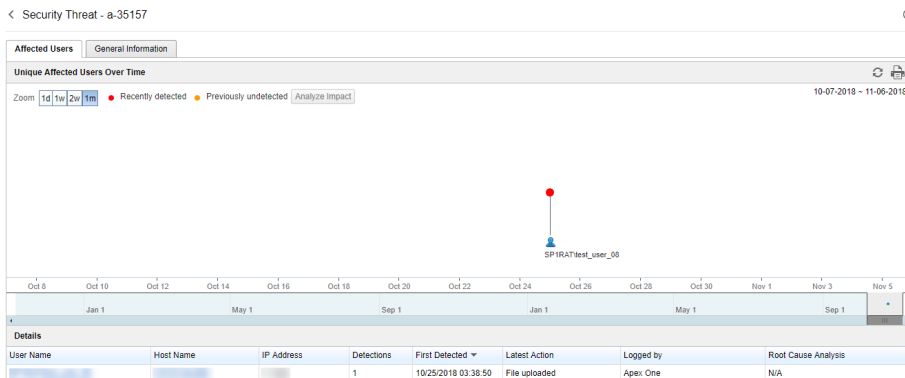 Security Threat - a-35157
Affected Users General Information
Unique Affected Users Over Time
Zoom 1d 1w 2w 1m Recently detected Previously undetected Analyze Impact 10-07-2018 ~ 11-06-2018
SP1RAT\test_user_08
Oct 8 Oct 10 Oct 12 Oct 14 Oct 16 Oct 18 Oct 20 Oct 22 Oct 24 Oct 26 Oct 28 Oct 30 Nov 1 Nov 3 Nov 5
Jan 1 May 1 Sep 1 Jan 1 May 1 Sep 1
Details
User Name Host Name IP Address Detections First Detected Latest Action Logged by Root Cause Analysis
1 10/25/2018 03:38:50 File uploaded Apex One N/A